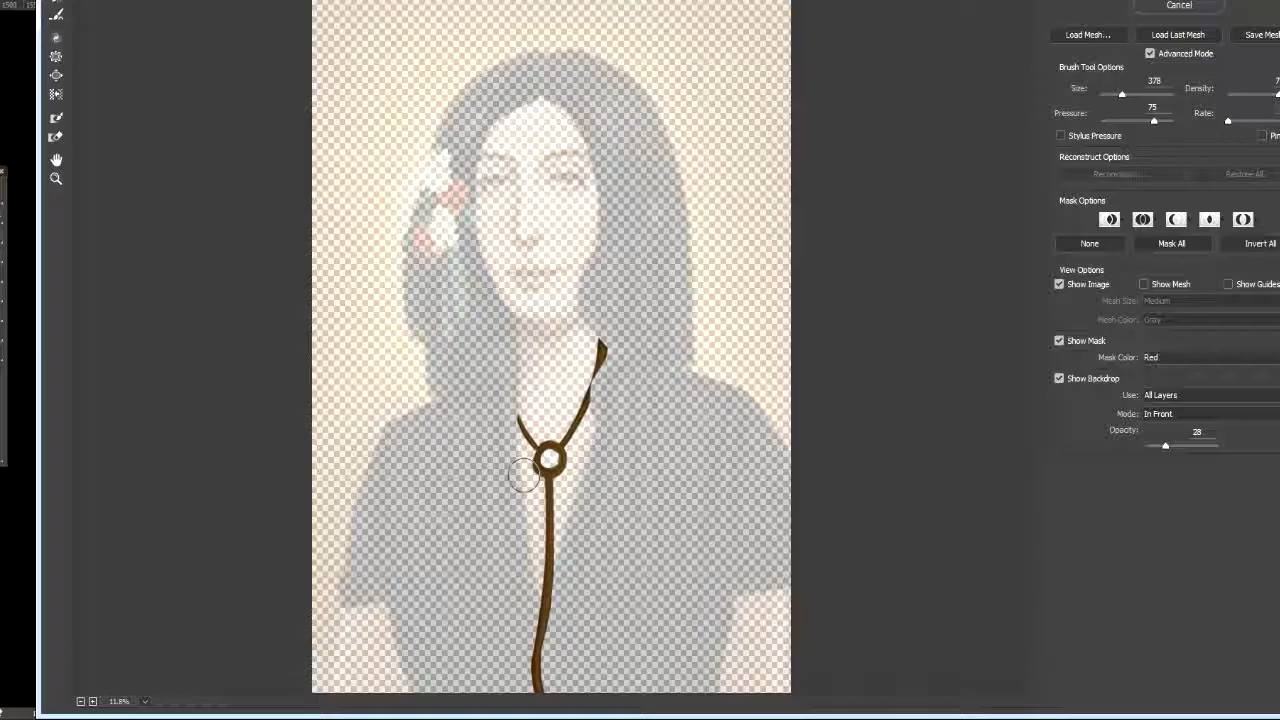 Cancel
Load Mesh... Load Last Mesh Save Mesh
Advanced Mode
Brush Tool Options
Size: 378 Density:
Pressure: 75 Rate:
Stylus Pressure
Reconstruct Options
Reconstruct... Restore All
Mask Options
None Mask All Invert All
View Options
Show Image Show Mesh Show Guides
Mesh Size: Medium
Mesh Color: Gray
Show Mask
Mask Color: Red
Show Backdrop
Use: All Layers
Mode: In Front
Opacity: 28
11.8%